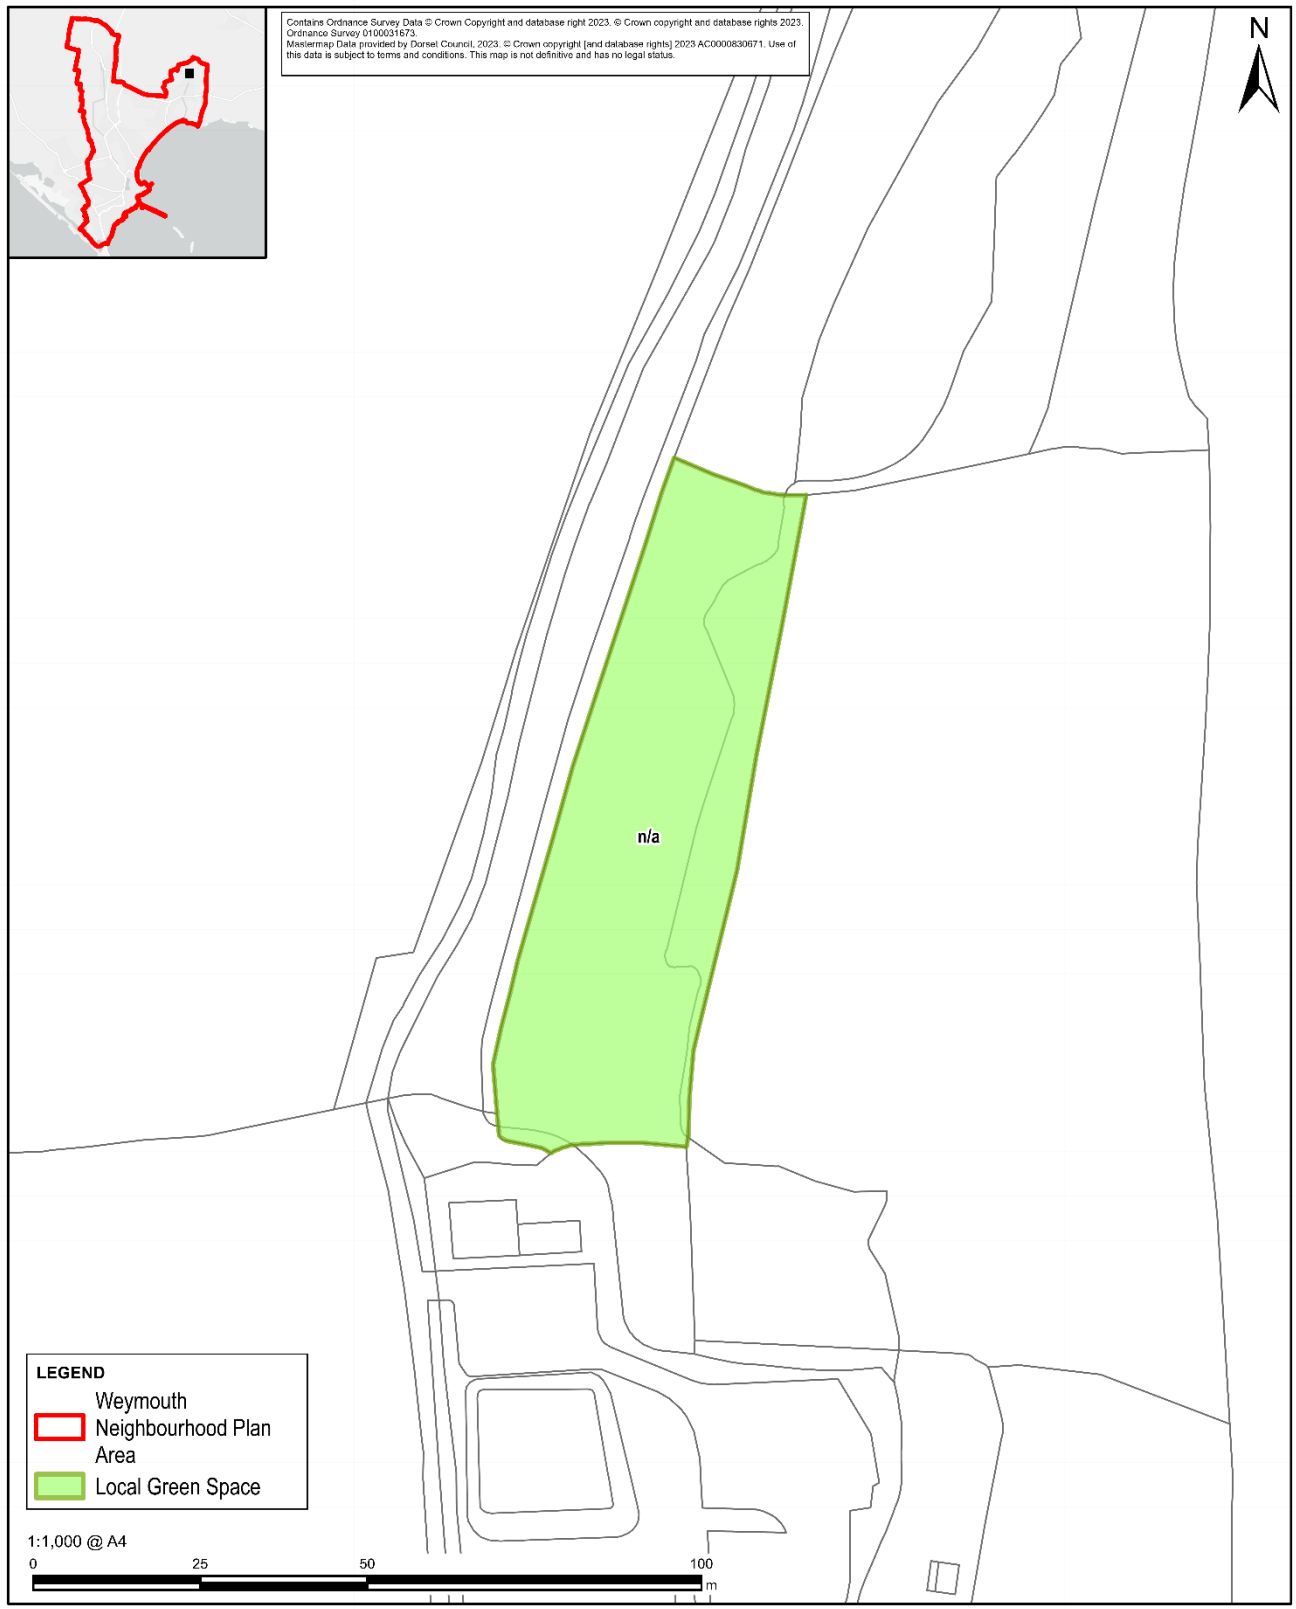 Contains Ordnance Survey Data © Crown Copyright and database right 2023. © Crown copyright and database rights 2023.
Ordnance Survey 0100031673.
Mastermap Data provided by Dorset Council, 2023. © Crown copyright [and database rights] 2023 AC0000830671. Use of
this data is subject to terms and conditions. This map is not definitive and has no legal status.
N
n/a
LEGEND
Weymouth
Neighbourhood Plan
Area
Local Green Space
1:1,000 @ A4
0 25 50 100
m